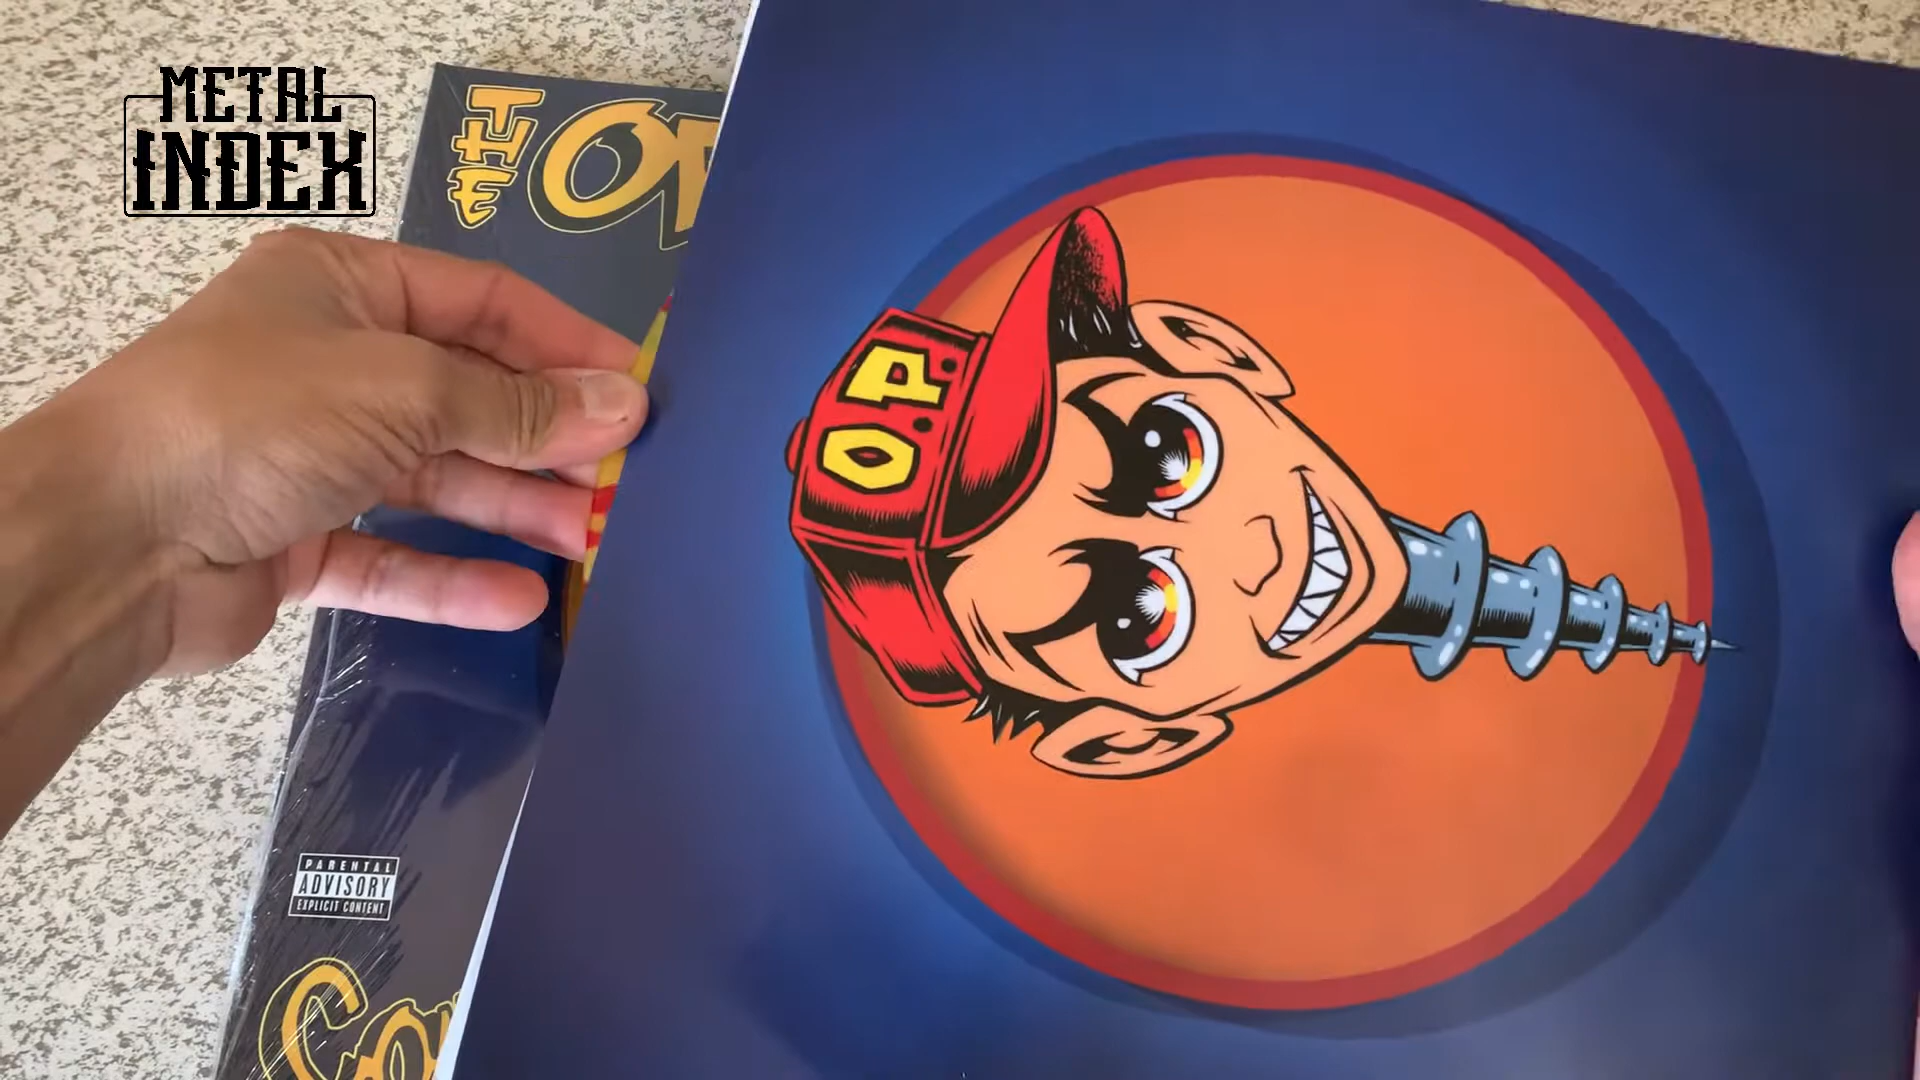 METAL
INDEX
THE
O.P.
PARENTAL
ADVISORY
EXPLICIT CONTENT